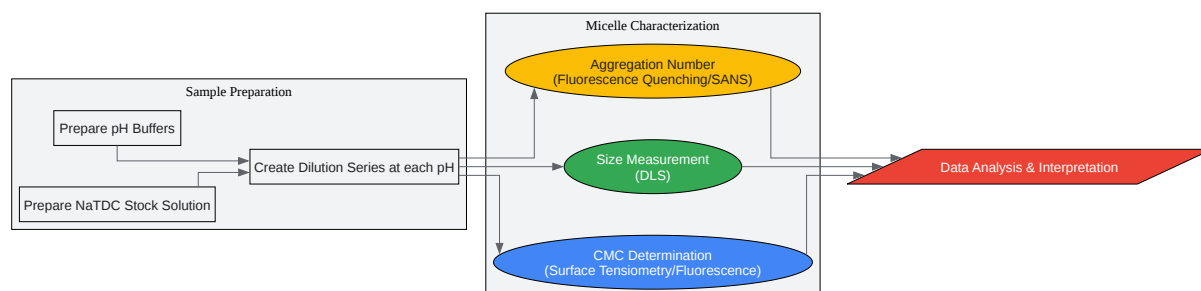 Sample Preparation
Prepare pH Buffers
Prepare NaTDC Stock Solution
Create Dilution Series at each pH
Micelle Characterization
Aggregation Number
(Fluorescence Quenching/SANS)
Size Measurement
(DLS)
CMC Determination
(Surface Tensiometry/Fluorescence)
Data Analysis & Interpretation